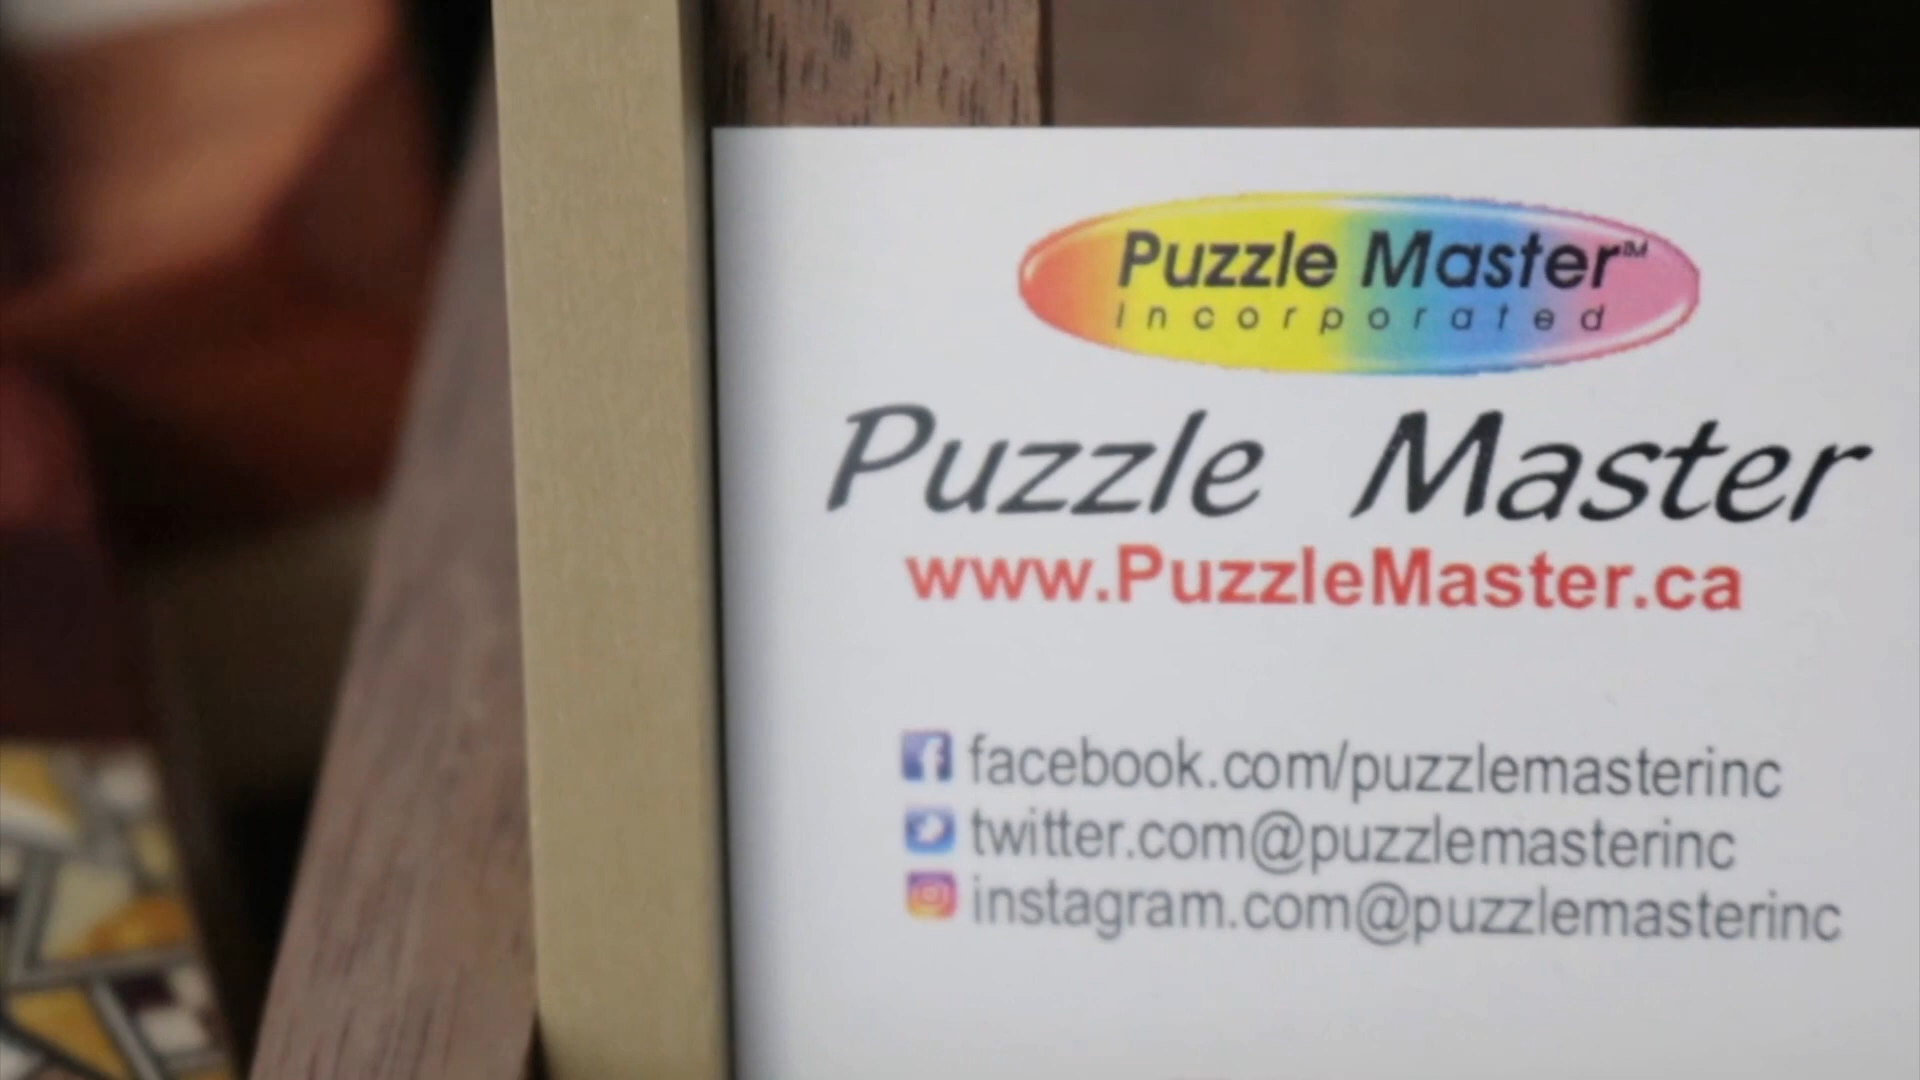 Puzzle Master™
Incorporated
Puzzle Master
www.PuzzleMaster.ca
facebook.com/puzzlemasterinc
twitter.com@puzzlemasterinc
instagram.com@puzzlemasterinc